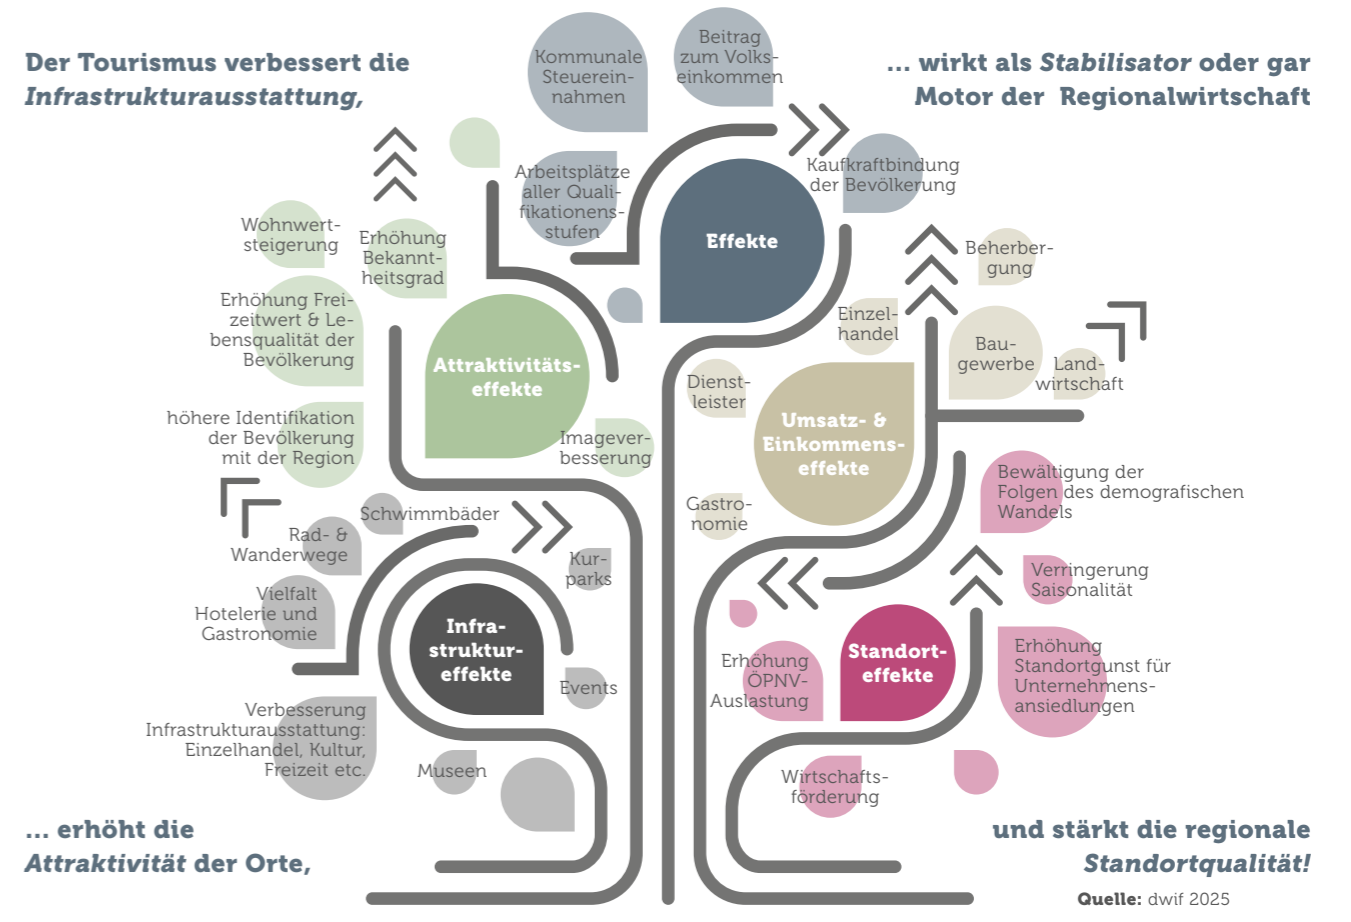 Der Tourismus verbessert die
Infrastrukturausstattung,
... wirkt als Stabilisator oder gar
Motor der Regionalwirtschaft
Kommunale
Steuerein-
nahmen
Beitrag
zum Volks-
einkommen
Arbeitsplätze
aller Quali-
fikationens-
stufen
Kaufkraftbindung
der Bevölkerung
Effekte
Wohnwert-
steigerung
Erhöhung
Bekannt-
heitsgrad
Erhöhung Frei-
zeitwert & Le-
bensqualität der
Bevölkerung
Attraktivitäts-
effekte
höhere Identifikation
der Bevölkerung
mit der Region
Imagever-
besserung
Beherber-
gung
Einzel-
handel
Bau-
gewerbe
Land-
wirtschaft
Dienst-
leister
Umsatz- &
Einkommens-
effekte
Gastro-
nomie
Schwimmbäder
Rad- &
Wanderwege
Kur-
parks
Vielfalt
Hotelerie und
Gastronomie
Infra-
struktur-
effekte
Events
Verbesserung
Infrastrukturausstattung:
Einzelhandel, Kultur,
Freizeit etc.
Museen
Bewältigung der
Folgen des demografischen
Wandels
Verringerung
Saisonalität
Erhöhung
ÖPNV-
Auslastung
Standort-
effekte
Erhöhung
Standortgunst für
Unternehmens-
ansiedlungen
Wirtschafts-
förderung
... erhöht die
Attraktivität der Orte,
und stärkt die regionale
Standortqualität!
Quelle: dwif 2025